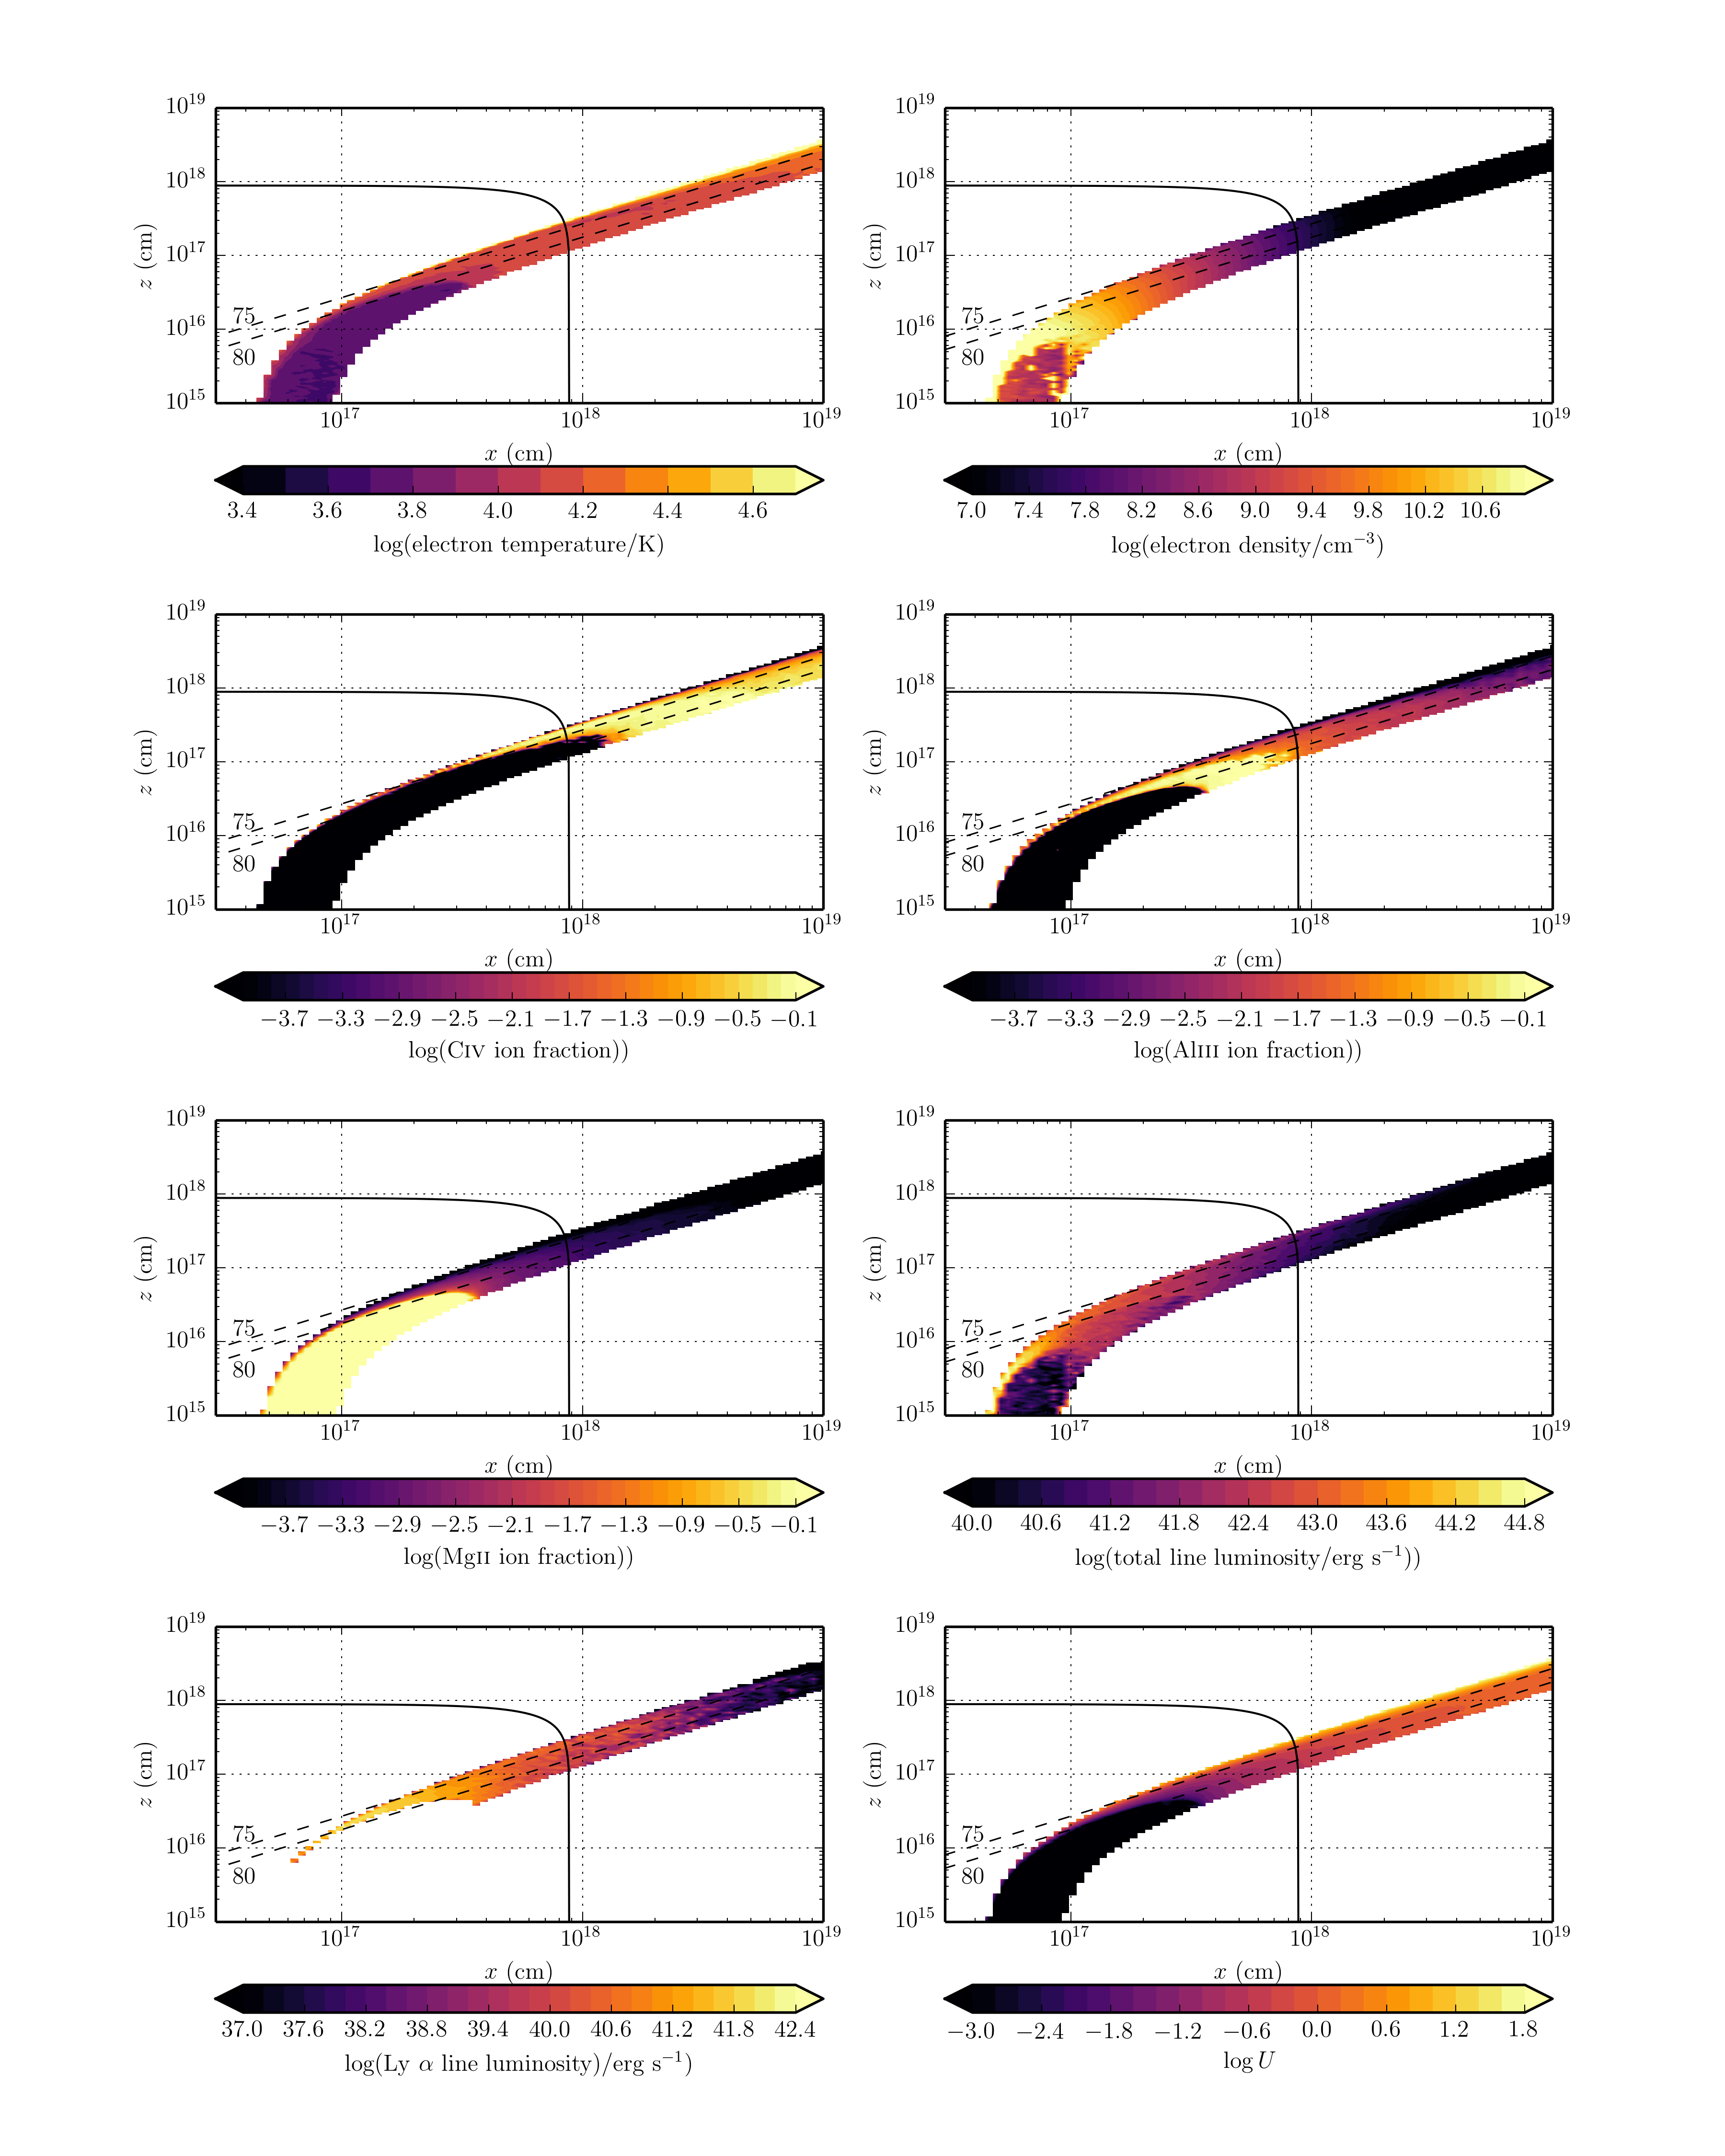 10^19 10^19
10^18 10^18
z (cm) z (cm)
10^17 10^17
75 75
10^16 10^16
80 80
10^15 10^15
10^17 10^18 10^19 10^17 10^18 10^19
x (cm) x (cm)
3.4 3.6 3.8 4.0 4.2 4.4 4.6 7.0 7.4 7.8 8.2 8.6 9.0 9.4 9.8 10.2 10.6
log(electron temperature/K) log(electron density/cm^−3)
10^19 10^19
10^18 10^18
z (cm) z (cm)
10^17 10^17
75 75
10^16 10^16
80 80
10^15 10^15
10^17 10^18 10^19 10^17 10^18 10^19
x (cm) x (cm)
−3.7 −3.3 −2.9 −2.5 −2.1 −1.7 −1.3 −0.9 −0.5 −0.1 −3.7 −3.3 −2.9 −2.5 −2.1 −1.7 −1.3 −0.9 −0.5 −0.1
log(CIV ion fraction)) log(AlIII ion fraction))
10^19 10^19
10^18 10^18
z (cm) z (cm)
10^17 10^17
75 75
10^16 10^16
80 80
10^15 10^15
10^17 10^18 10^19 10^17 10^18 10^19
x (cm) x (cm)
−3.7 −3.3 −2.9 −2.5 −2.1 −1.7 −1.3 −0.9 −0.5 −0.1 40.0 40.6 41.2 41.8 42.4 43.0 43.6 44.2 44.8
log(MgII ion fraction)) log(total line luminosity/erg s^−1))
10^19 10^19
10^18 10^18
z (cm) z (cm)
10^17 10^17
75 75
10^16 10^16
80 80
10^15 10^15
10^17 10^18 10^19 10^17 10^18 10^19
x (cm) x (cm)
37.0 37.6 38.2 38.8 39.4 40.0 40.6 41.2 41.8 42.4 −3.0 −2.4 −1.8 −1.2 −0.6 0.0 0.6 1.2 1.8
log(Ly α line luminosity)/erg s^−1) log U